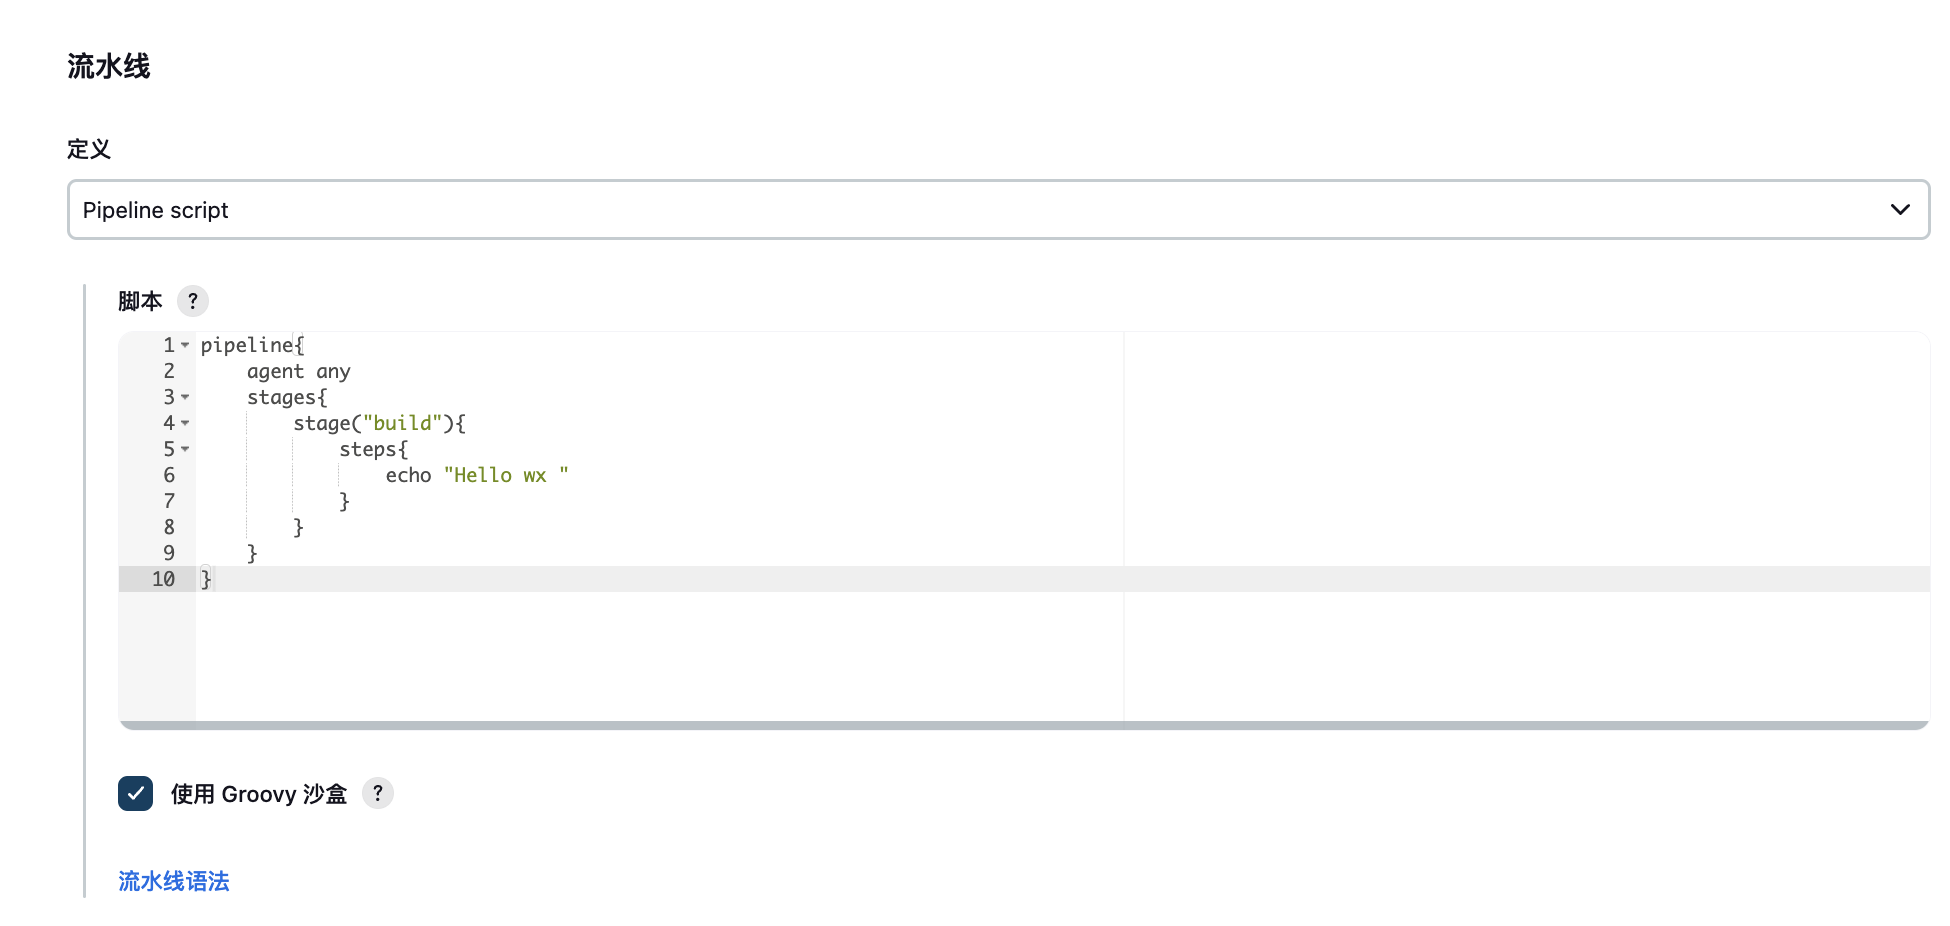 流水线
定义
Pipeline script
脚本 ?
1 pipeline{
2     agent any
3     stages{
4         stage("build"){
5             steps{
6                 echo "Hello wx "
7             }
8         }
9     }
10 }
使用 Groovy 沙盒 ?
流水线语法